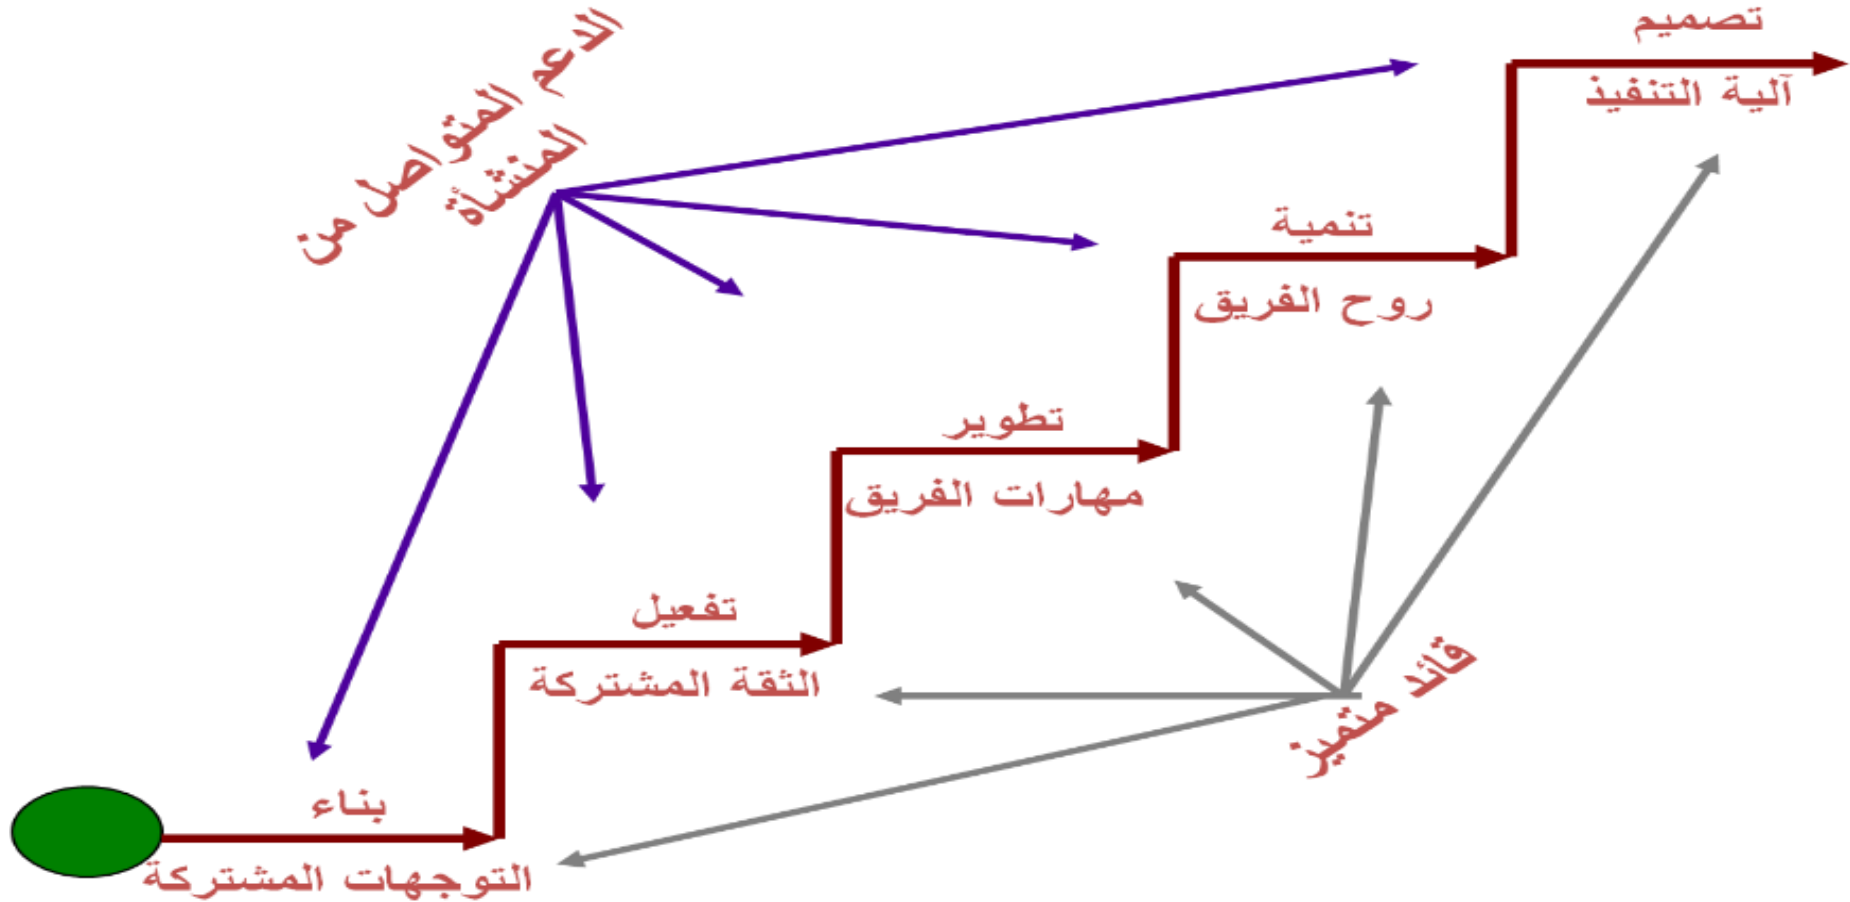 تصميم
آلية التنفيذ
الدعم المتواصل من
المنشأة
تنمية
روح الفريق
تطوير
مهارات الفريق
تفعيل
الثقة المشتركة
قائد متميز
بناء
التوجهات المشتركة